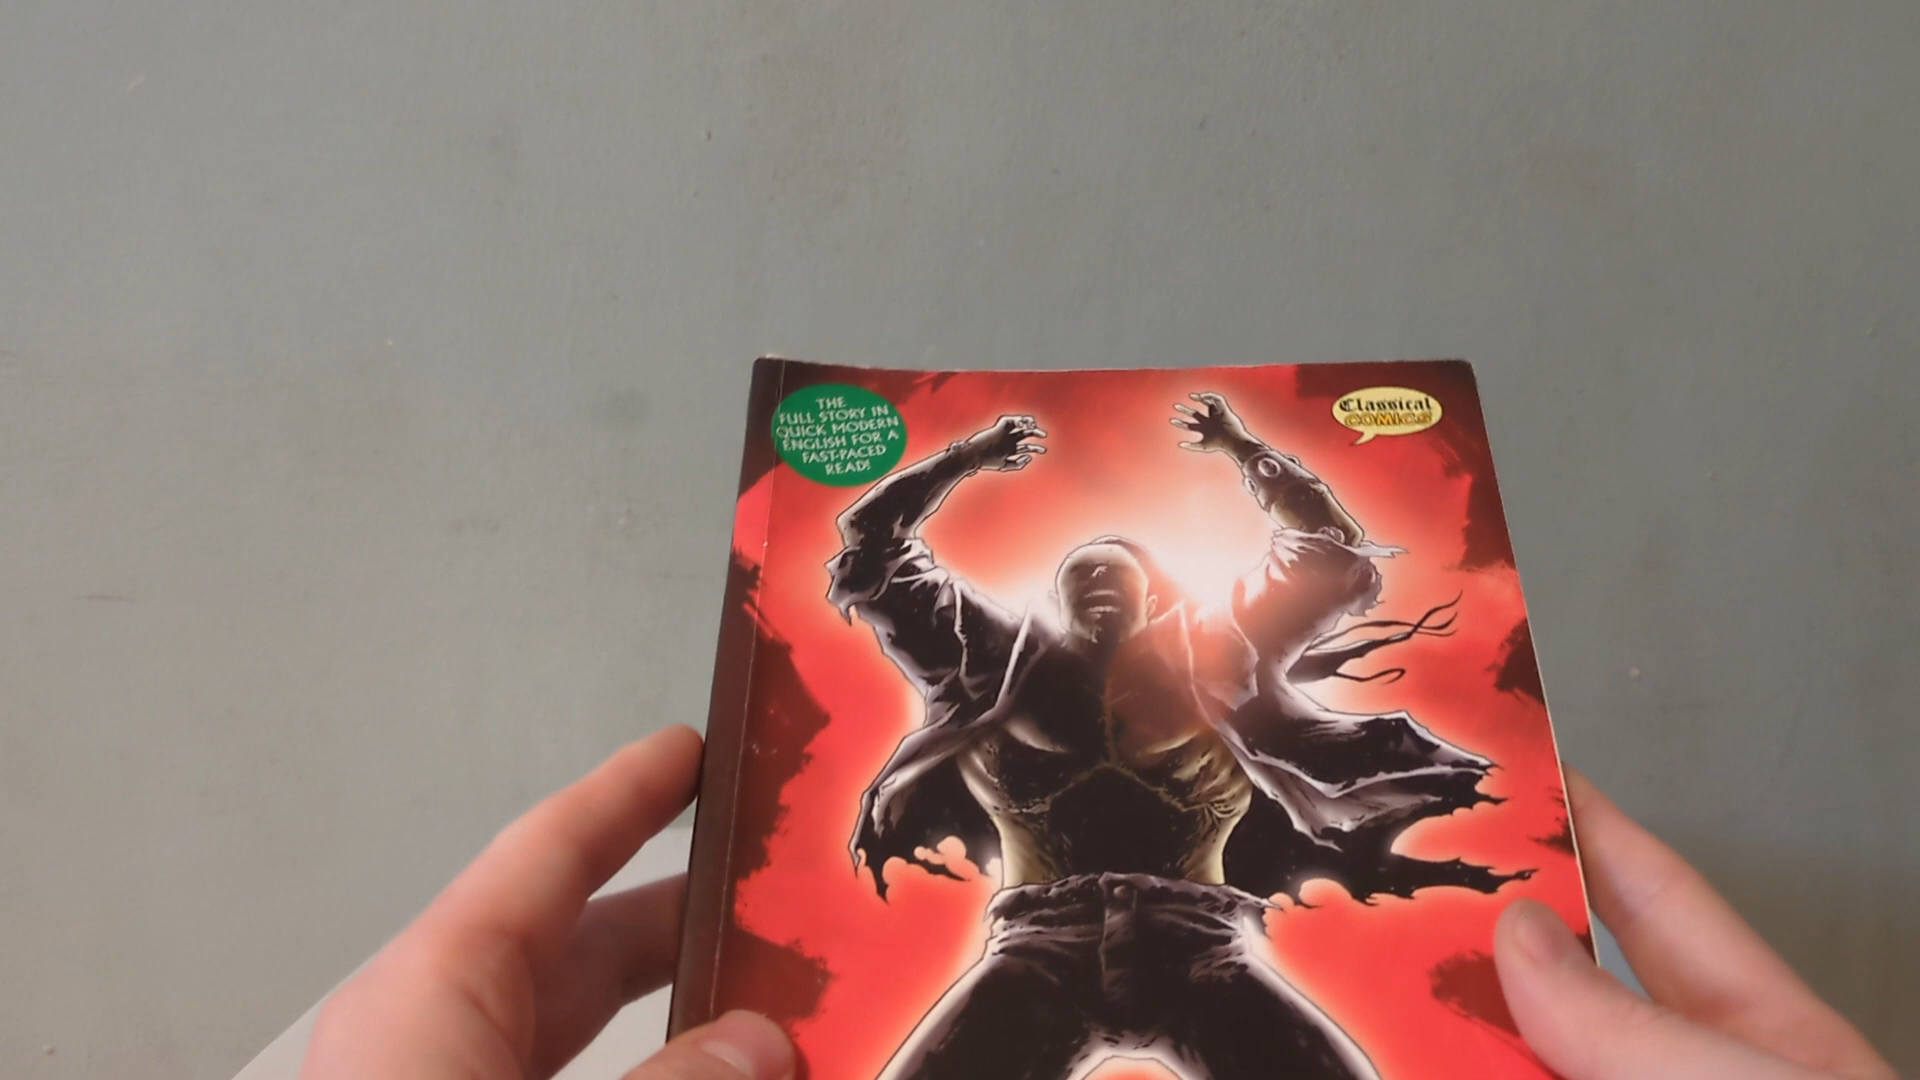 THE
FULL STORY IN
QUICK MODERN
ENGLISH FOR A
FAST-PACED
READ!
Classical
COMICS